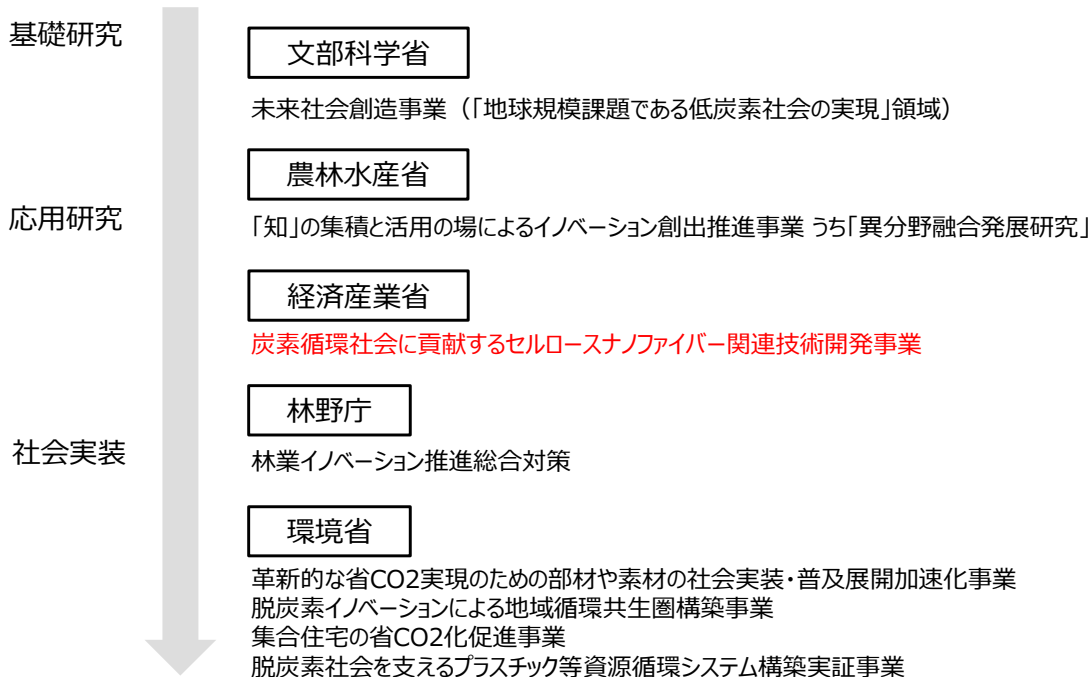 基礎研究
文部科学省
未来社会創造事業（「地球規模課題である低炭素社会の実現」領域）
農林水産省
応用研究
「知」の集積と活用の場によるイノベーション創出推進事業 うち「異分野融合発展研究」
経済産業省
炭素循環社会に貢献するセルロースナノファイバー関連技術開発事業
林野庁
社会実装
林業イノベーション推進総合対策
環境省
革新的な省CO2実現のための部材や素材の社会実装・普及展開加速化事業
脱炭素イノベーションによる地域循環共生圏構築事業
集合住宅の省CO2化促進事業
脱炭素社会を支えるプラスチック等資源循環システム構築実証事業